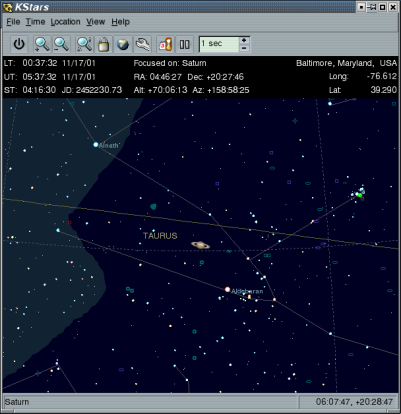 KStars
File Time Location View Help
1 sec
LT: 00:37:32 11/17/01 Focused on: Saturn Baltimore, Maryland, USA
UT: 05:37:32 11/17/01 RA: 04:46:27 Dec: +20:27:46 Long: -76.612
ST: 04:16:30 JD: 2452230.73 Alt: +70:06:13 Az: +158:58:25 Lat: 39.290
Alnath
TAURUS
Aldebaran
Saturn 06:07:47, +20:28:47